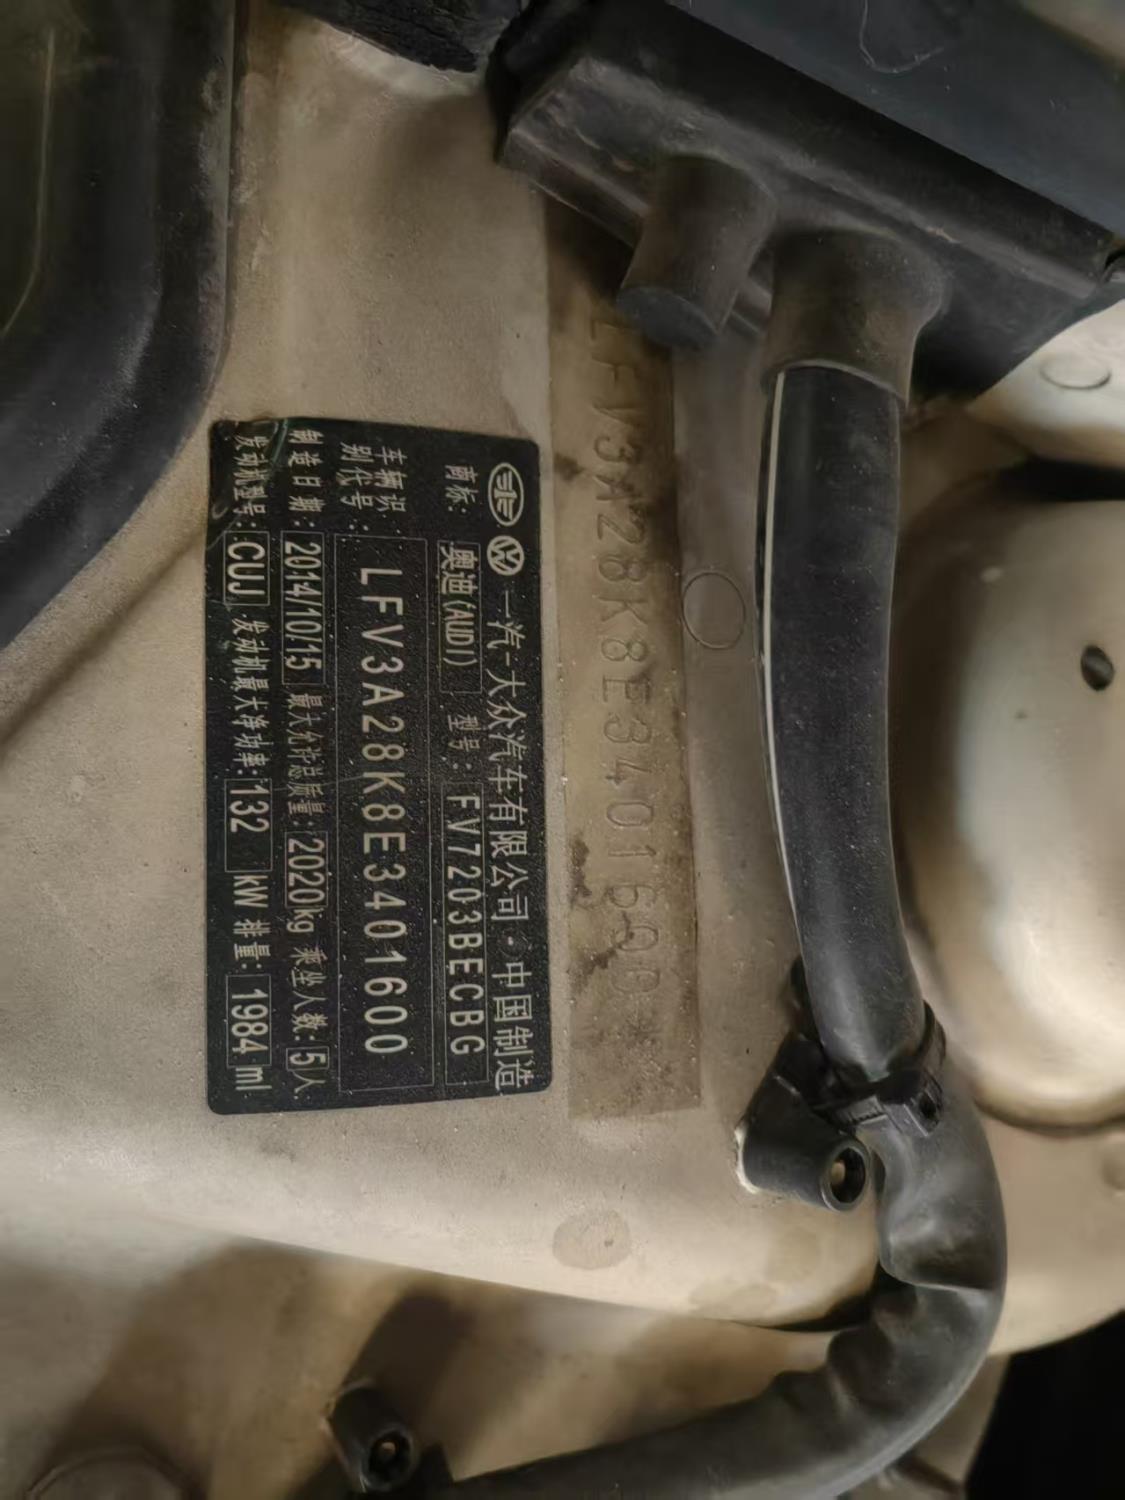 一汽-大众汽车有限公司·中国制造
商标: 奥迪(AUDI) 型号: FV7203BECBG
车辆识别代号: LFV3A28K8E3401600
制造日期: 2014/10/15 最大允许总质量: 2020kg 乘坐人数: 5人
发动机型号: CUJ 发动机最大净功率: 132 kW 排量: 1984 ml
LFV3A28K8E3401600